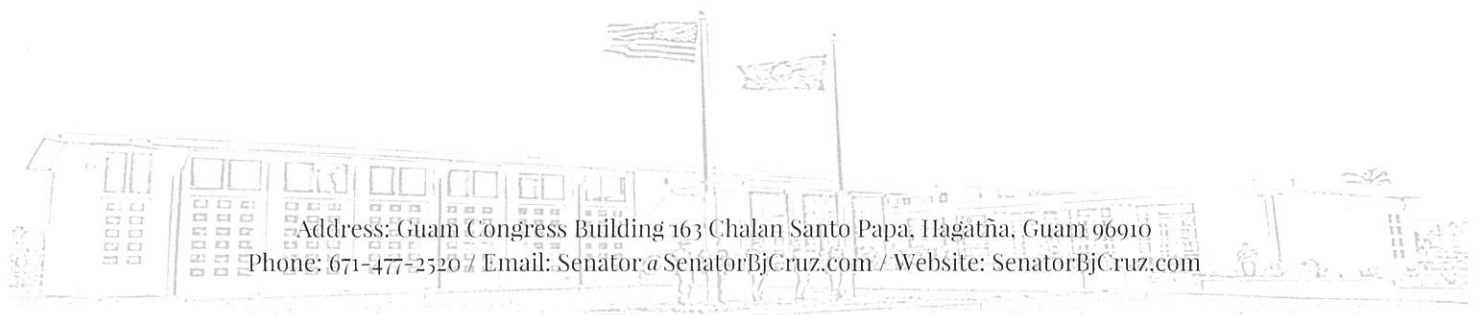 Address: Guam Congress Building 163 Chalan Santo Papa, Hagåtña, Guam 96910
Phone: 671-477-2520 / Email: Senator@SenatorBjCruz.com / Website: SenatorBjCruz.com